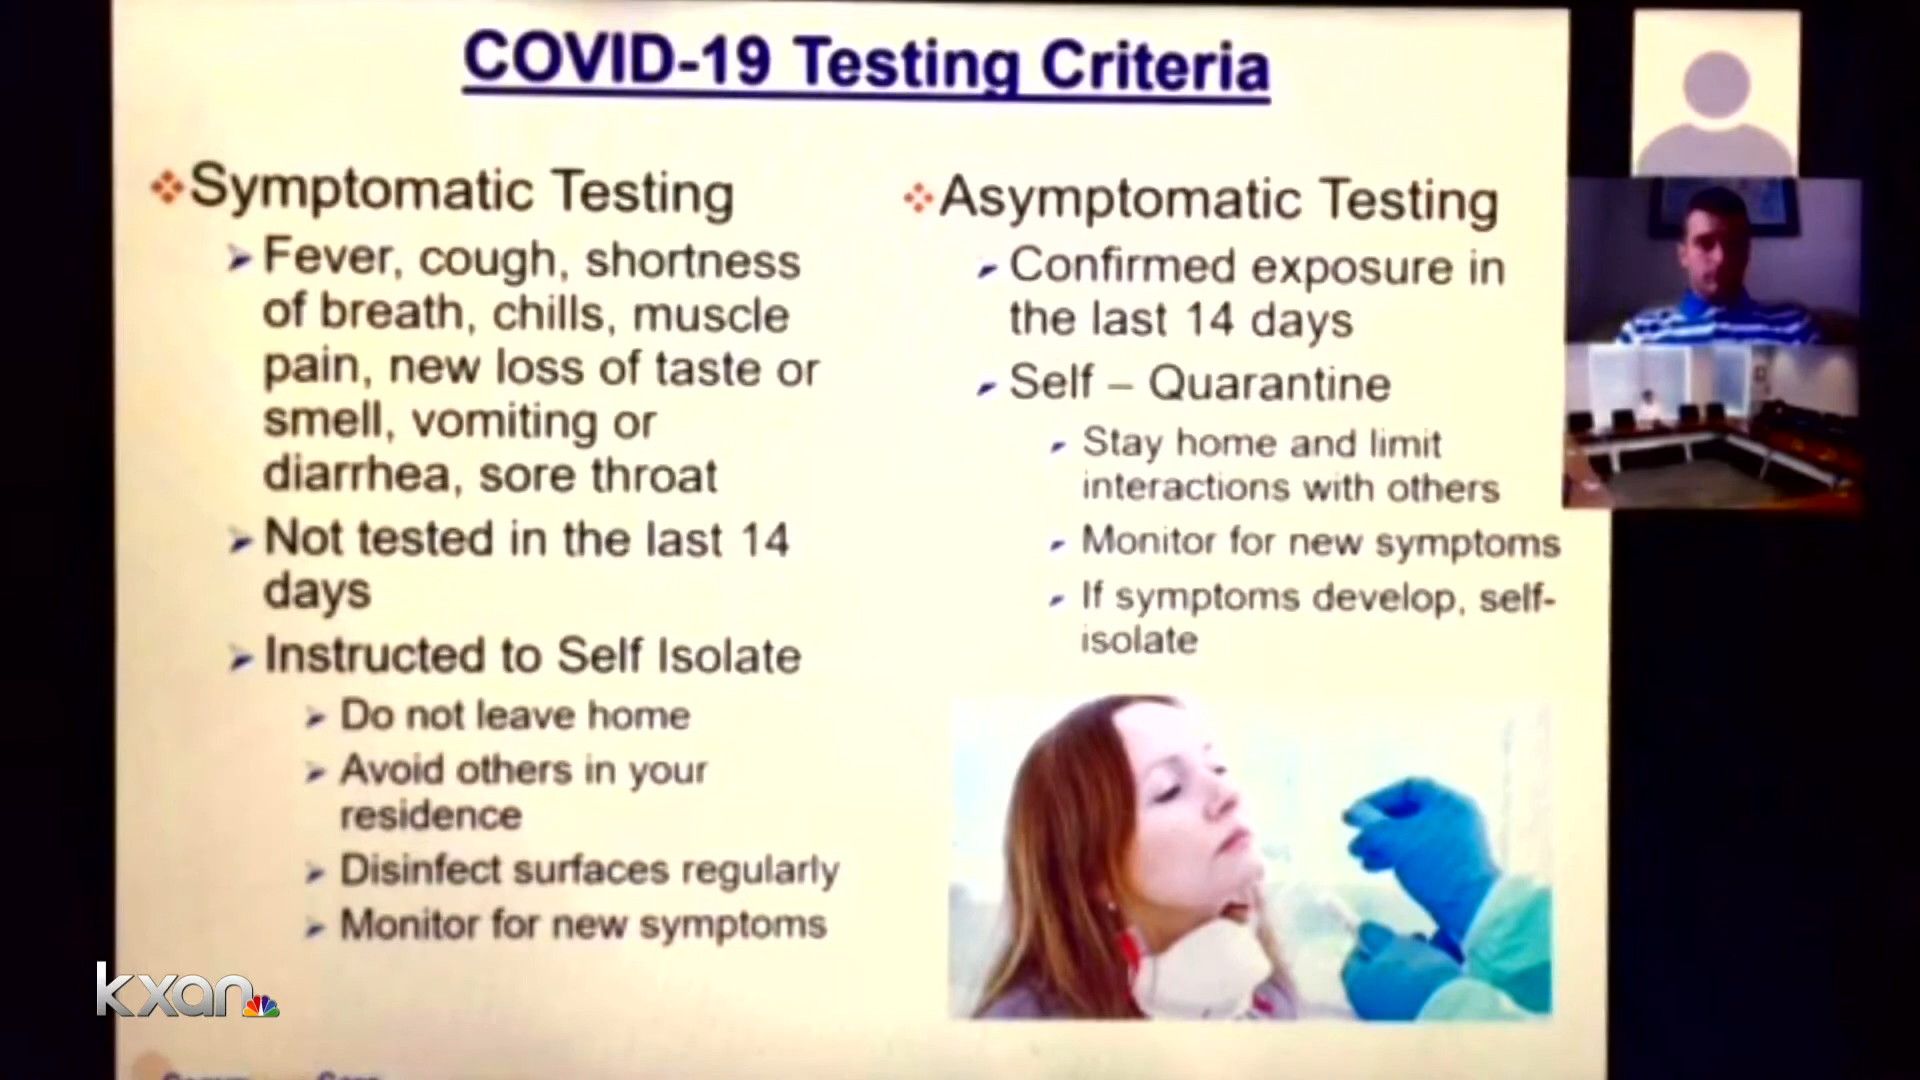 COVID-19 Testing Criteria
Symptomatic Testing
Fever, cough, shortness
of breath, chills, muscle
pain, new loss of taste or
smell, vomiting or
diarrhea, sore throat
Not tested in the last 14
days
Instructed to Self Isolate
Do not leave home
Avoid others in your
residence
Disinfect surfaces regularly
Monitor for new symptoms
Asymptomatic Testing
Confirmed exposure in
the last 14 days
Self – Quarantine
Stay home and limit
interactions with others
Monitor for new symptoms
If symptoms develop, self-
isolate
kxan